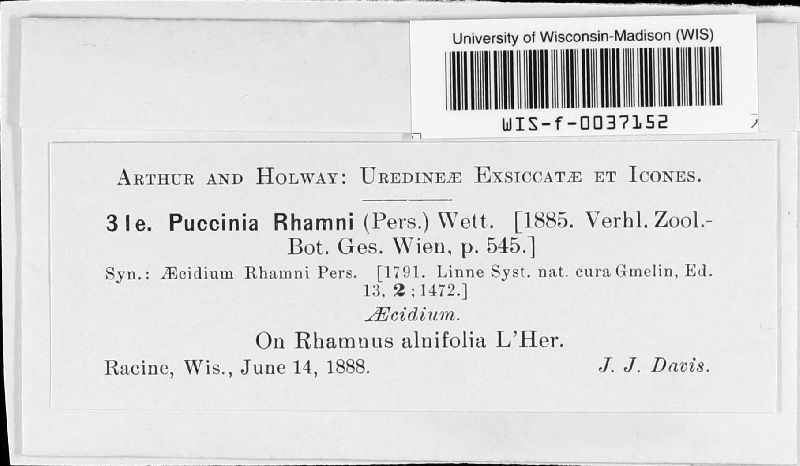 University of Wisconsin-Madison (WIS)
WIS-f-0037152
ARTHUR AND HOLWAY: UREDINEÆ EXSICCATÆ ET ICONES.
31e. Puccinia Rhamni (Pers.) Wett. [1885. Verhl. Zool.-
Bot. Ges. Wien, p. 545.]
Syn.: Æcidium Rhamni Pers. [1791. Linne Syst. nat. cura Gmelin, Ed.
13, 2; 1472.]
Æcidium.
On Rhamnus alnifolia L'Her.
Racine, Wis., June 14, 1888. J. J. Davis.